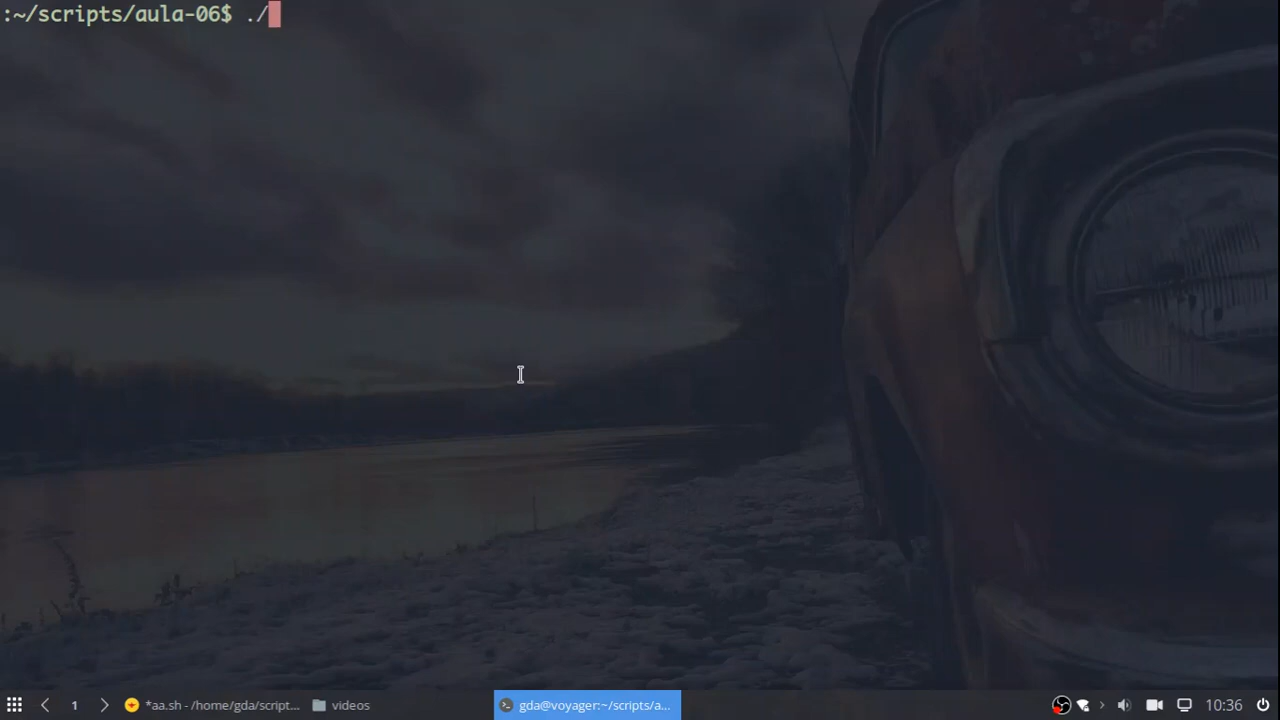 :~/scripts/aula-06$ ./
1
*aa.sh - /home/gda/script...
videos
gda@voyager:~/scripts/a...
10:36